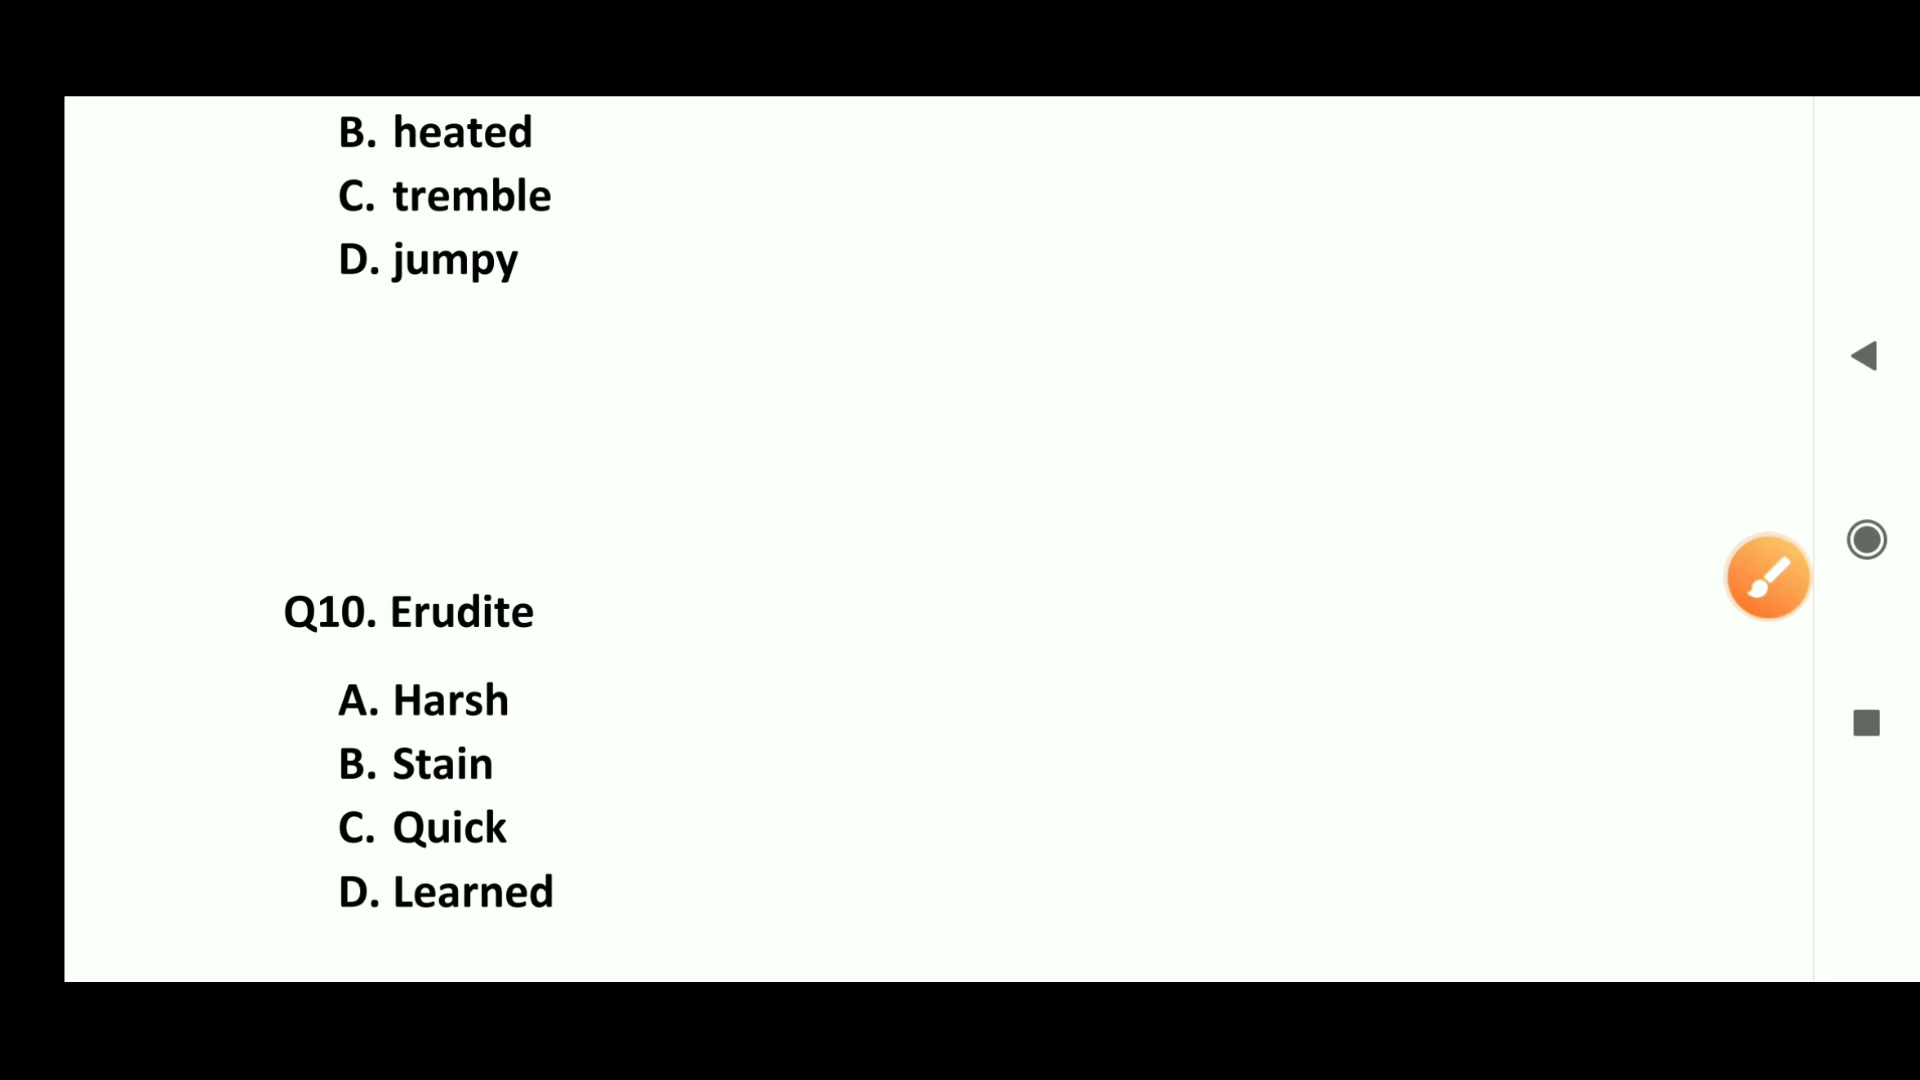 B. heated
C. tremble
D. jumpy
Q10. Erudite
A. Harsh
B. Stain
C. Quick
D. Learned